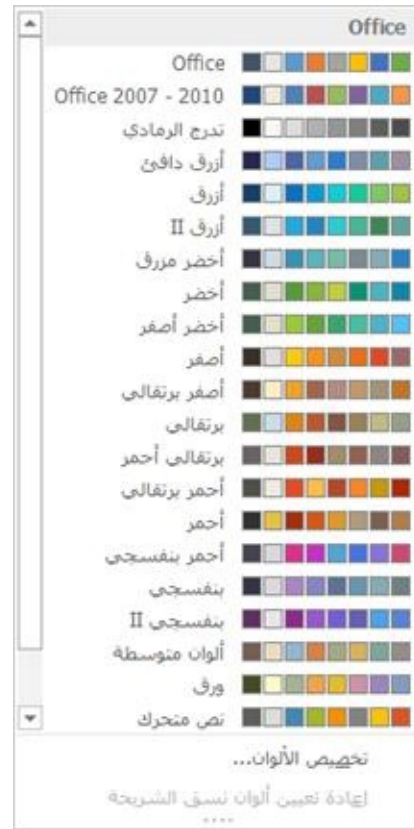 Office
Office
Office 2007 - 2010
تدرج الرمادي
أزرق دافئ
أزرق
أزرق II
أخضر مزرق
أخضر
أخضر أصفر
أصفر
أصفر برتقالي
برتقالي
برتقالي أحمر
أحمر برتقالي
أحمر
أحمر بنفسجي
بنفسجي
بنفسجي II
ألوان متوسطة
ورق
نص متحرك
تخصيص الألوان...
إعادة تعيين ألوان نسق الشريحة